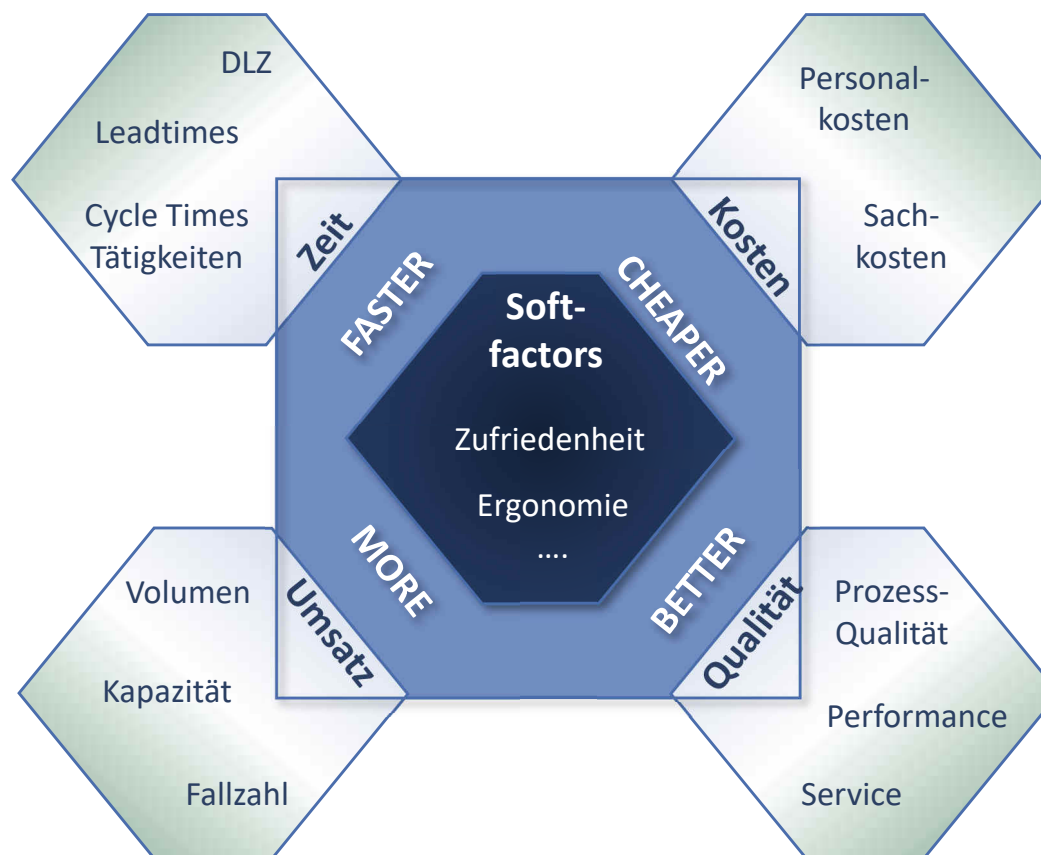 DLZ
Leadtimes
Cycle Times
Tätigkeiten
Zeit
FASTER
Personal-
kosten
Sach-
kosten
Kosten
CHEAPER
Soft-
factors
Zufriedenheit
Ergonomie
....
MORE
Umsatz
Volumen
Kapazität
Fallzahl
BETTER
Qualität
Prozess-
Qualität
Performance
Service